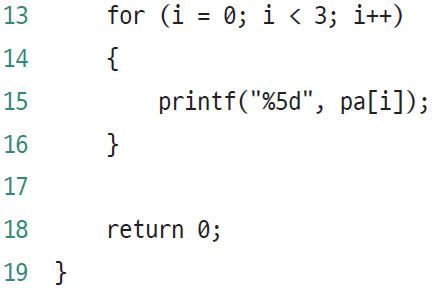 13 for (i = 0; i < 3; i++)
14 {
15 printf("%5d", pa[i]);
16 }
17
18 return 0;
19 }